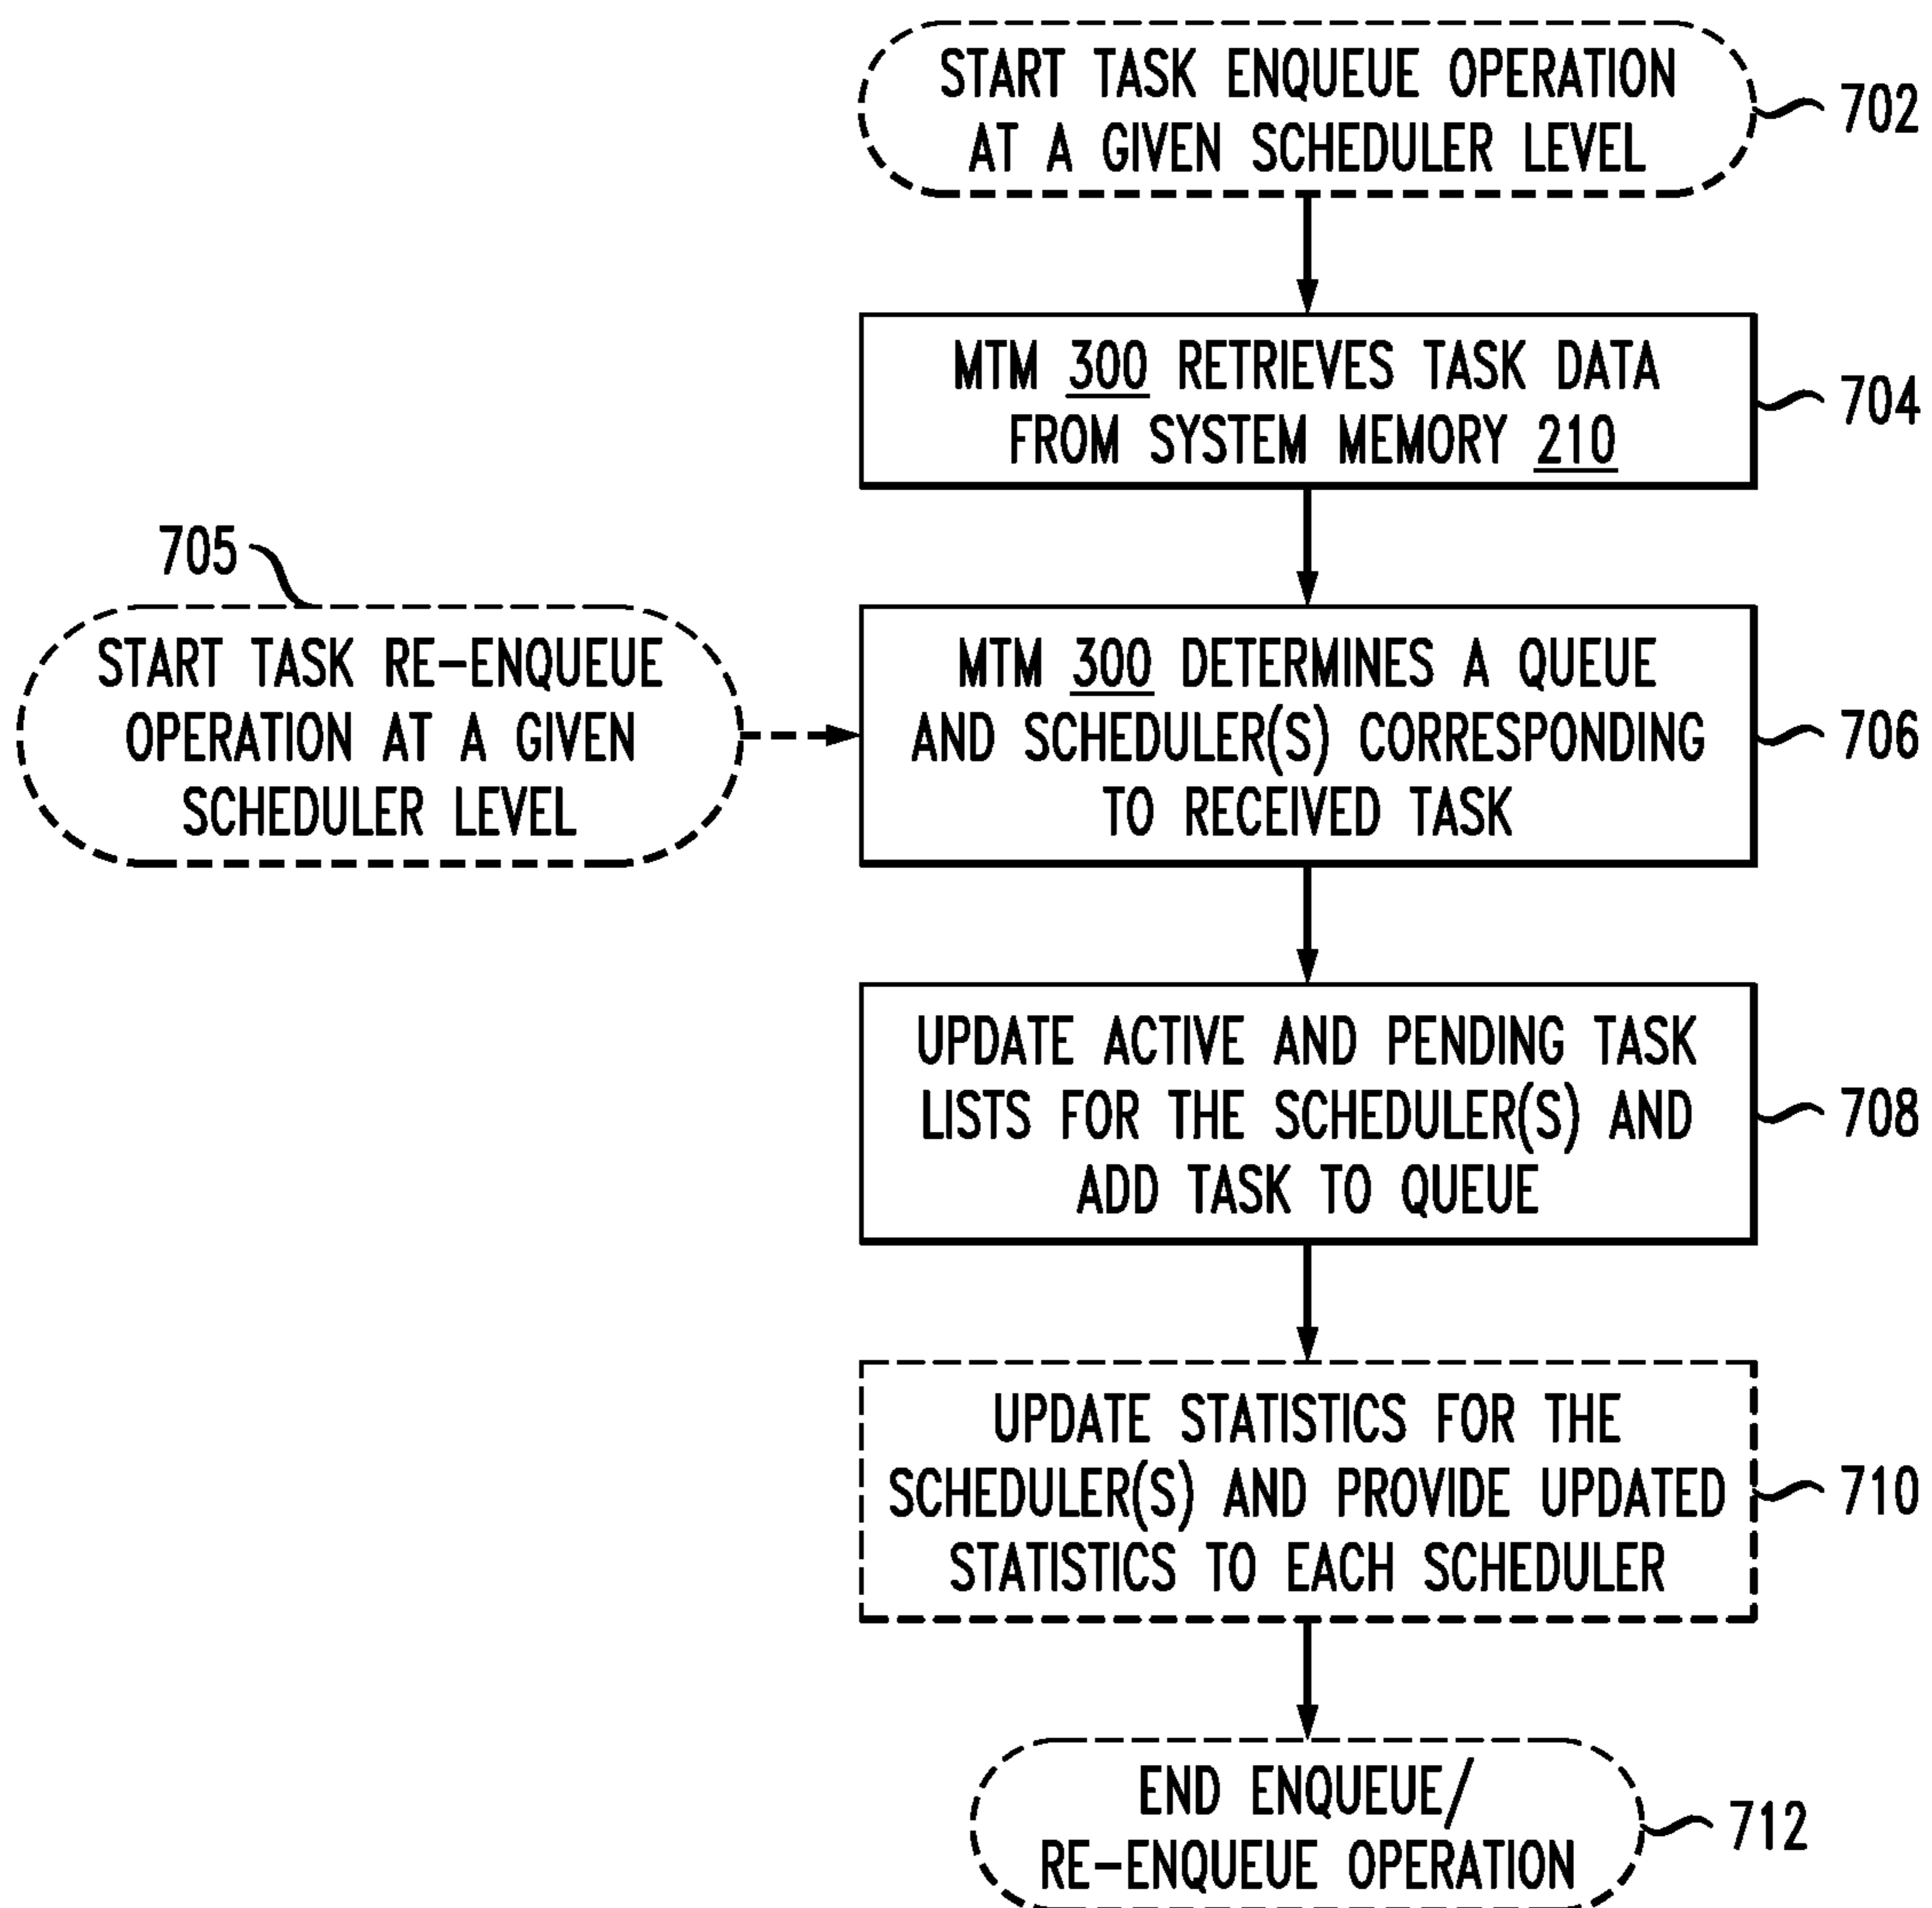 START TASK ENQUEUE OPERATION
AT A GIVEN SCHEDULER LEVEL
702
MTM 300 RETRIEVES TASK DATA
FROM SYSTEM MEMORY 210
704
705
START TASK RE-ENQUEUE
OPERATION AT A GIVEN
SCHEDULER LEVEL
MTM 300 DETERMINES A QUEUE
AND SCHEDULER(S) CORRESPONDING
TO RECEIVED TASK
706
UPDATE ACTIVE AND PENDING TASK
LISTS FOR THE SCHEDULER(S) AND
ADD TASK TO QUEUE
708
UPDATE STATISTICS FOR THE
SCHEDULER(S) AND PROVIDE UPDATED
STATISTICS TO EACH SCHEDULER
710
END ENQUEUE/
RE-ENQUEUE OPERATION
712